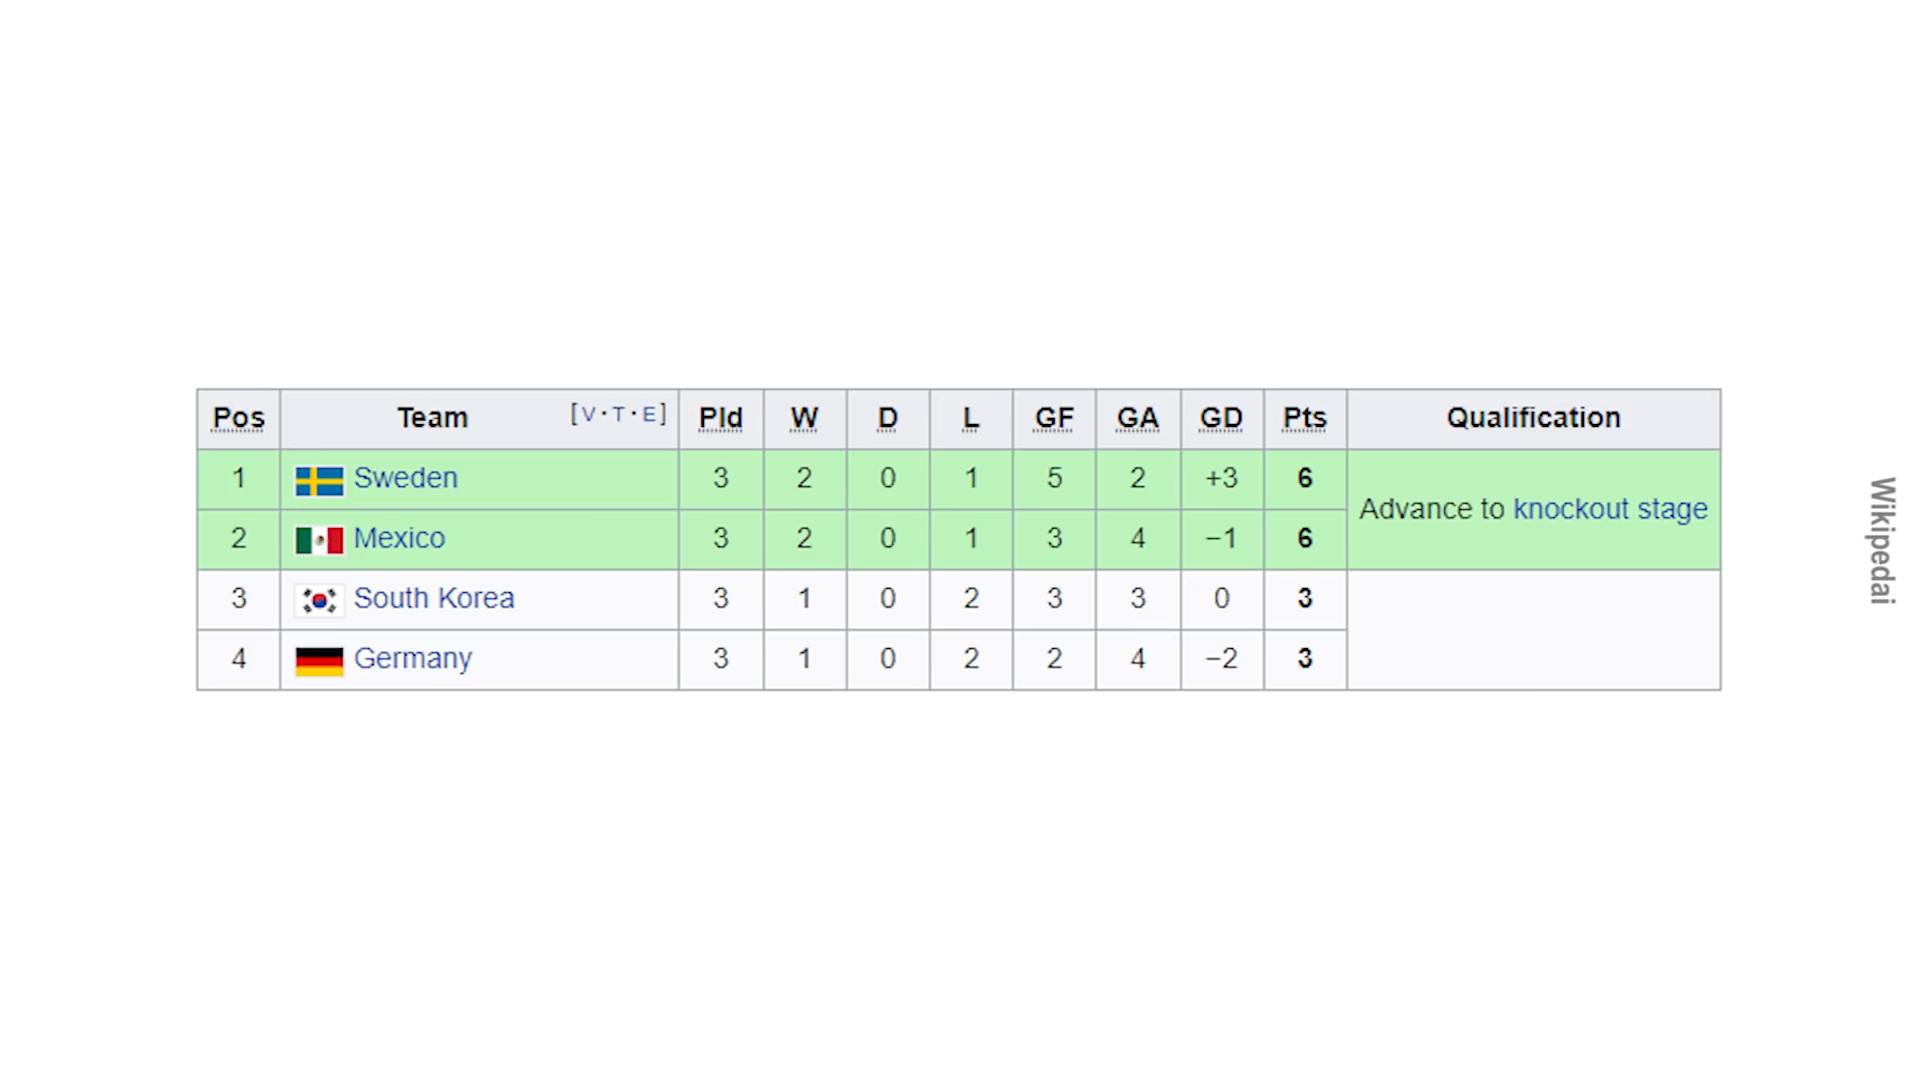 Pos Team [V·T·E] Pld W D L GF GA GD Pts Qualification
1 Sweden 3 2 0 1 5 2 +3 6 Advance to knockout stage
2 Mexico 3 2 0 1 3 4 −1 6
3 South Korea 3 1 0 2 3 3 0 3
4 Germany 3 1 0 2 2 4 −2 3
Wikipedai